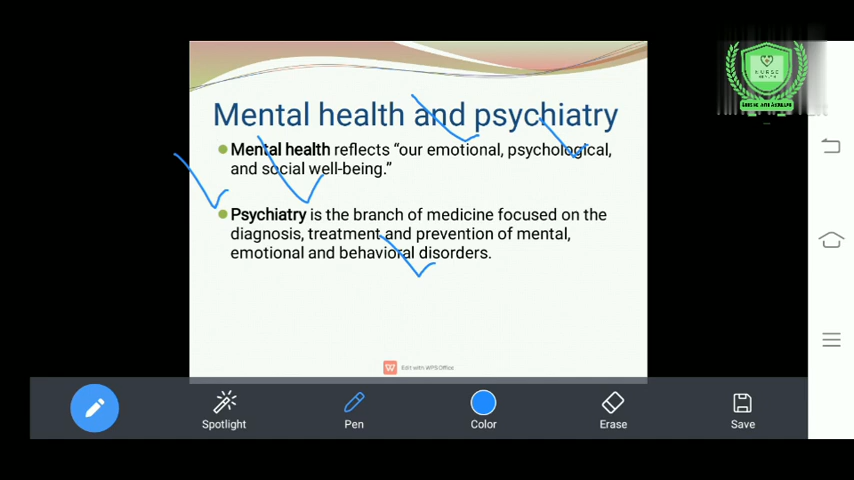 NURSE
HEALTH
Mental health and psychiatry
Mental health reflects “our emotional, psychological,
and social well-being.”
Psychiatry is the branch of medicine focused on the
diagnosis, treatment and prevention of mental,
emotional and behavioral disorders.
Edit with WPS Office
Spotlight
Pen
Color
Erase
Save